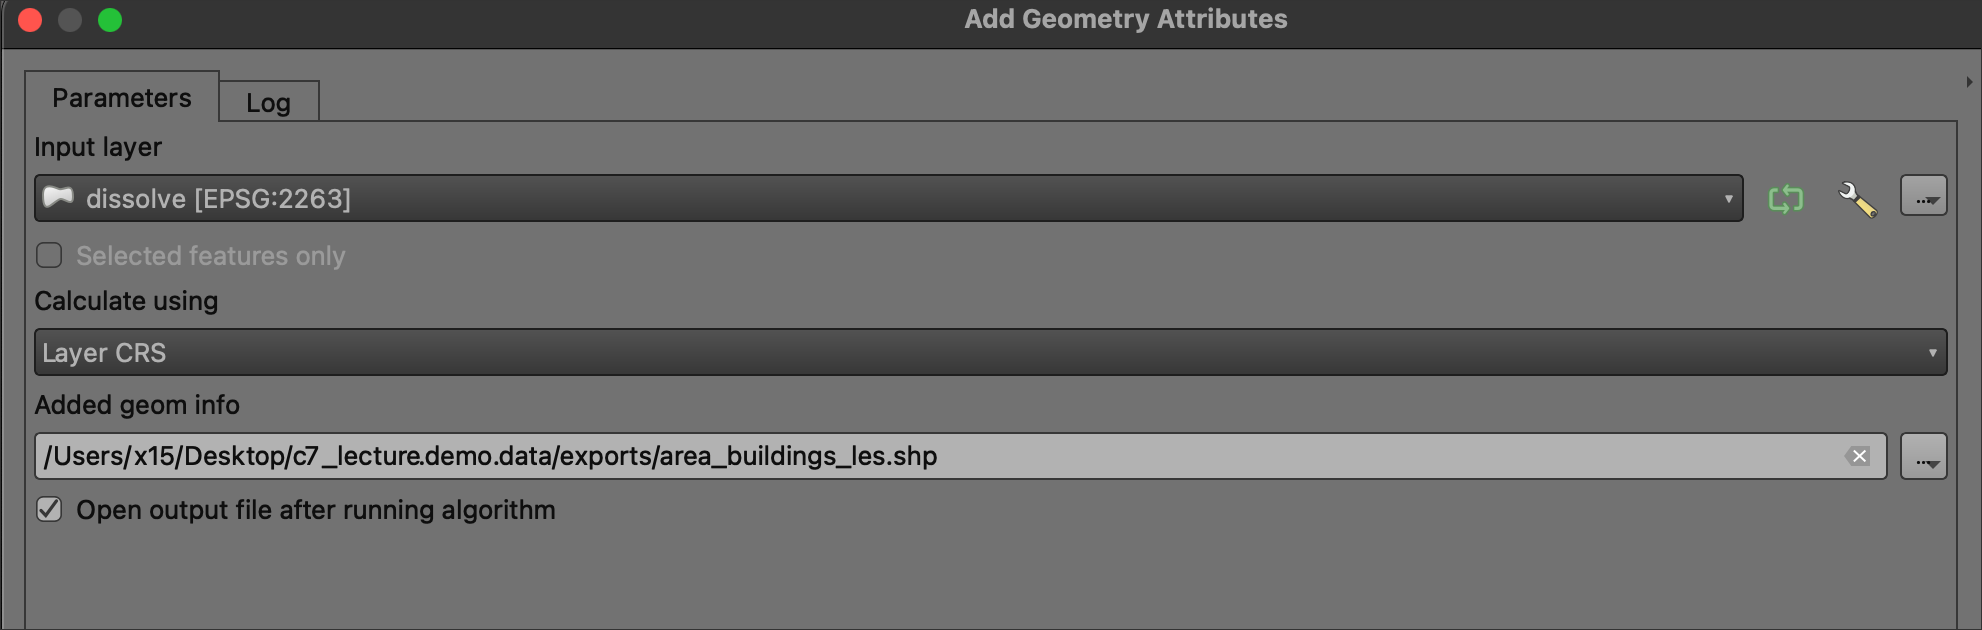 Add Geometry Attributes
Parameters
Log
Input layer
dissolve [EPSG:2263]
...
Selected features only
Calculate using
Layer CRS
Added geom info
/Users/x15/Desktop/c7_lecture.demo.data/exports/area_buildings_les.shp
...
Open output file after running algorithm